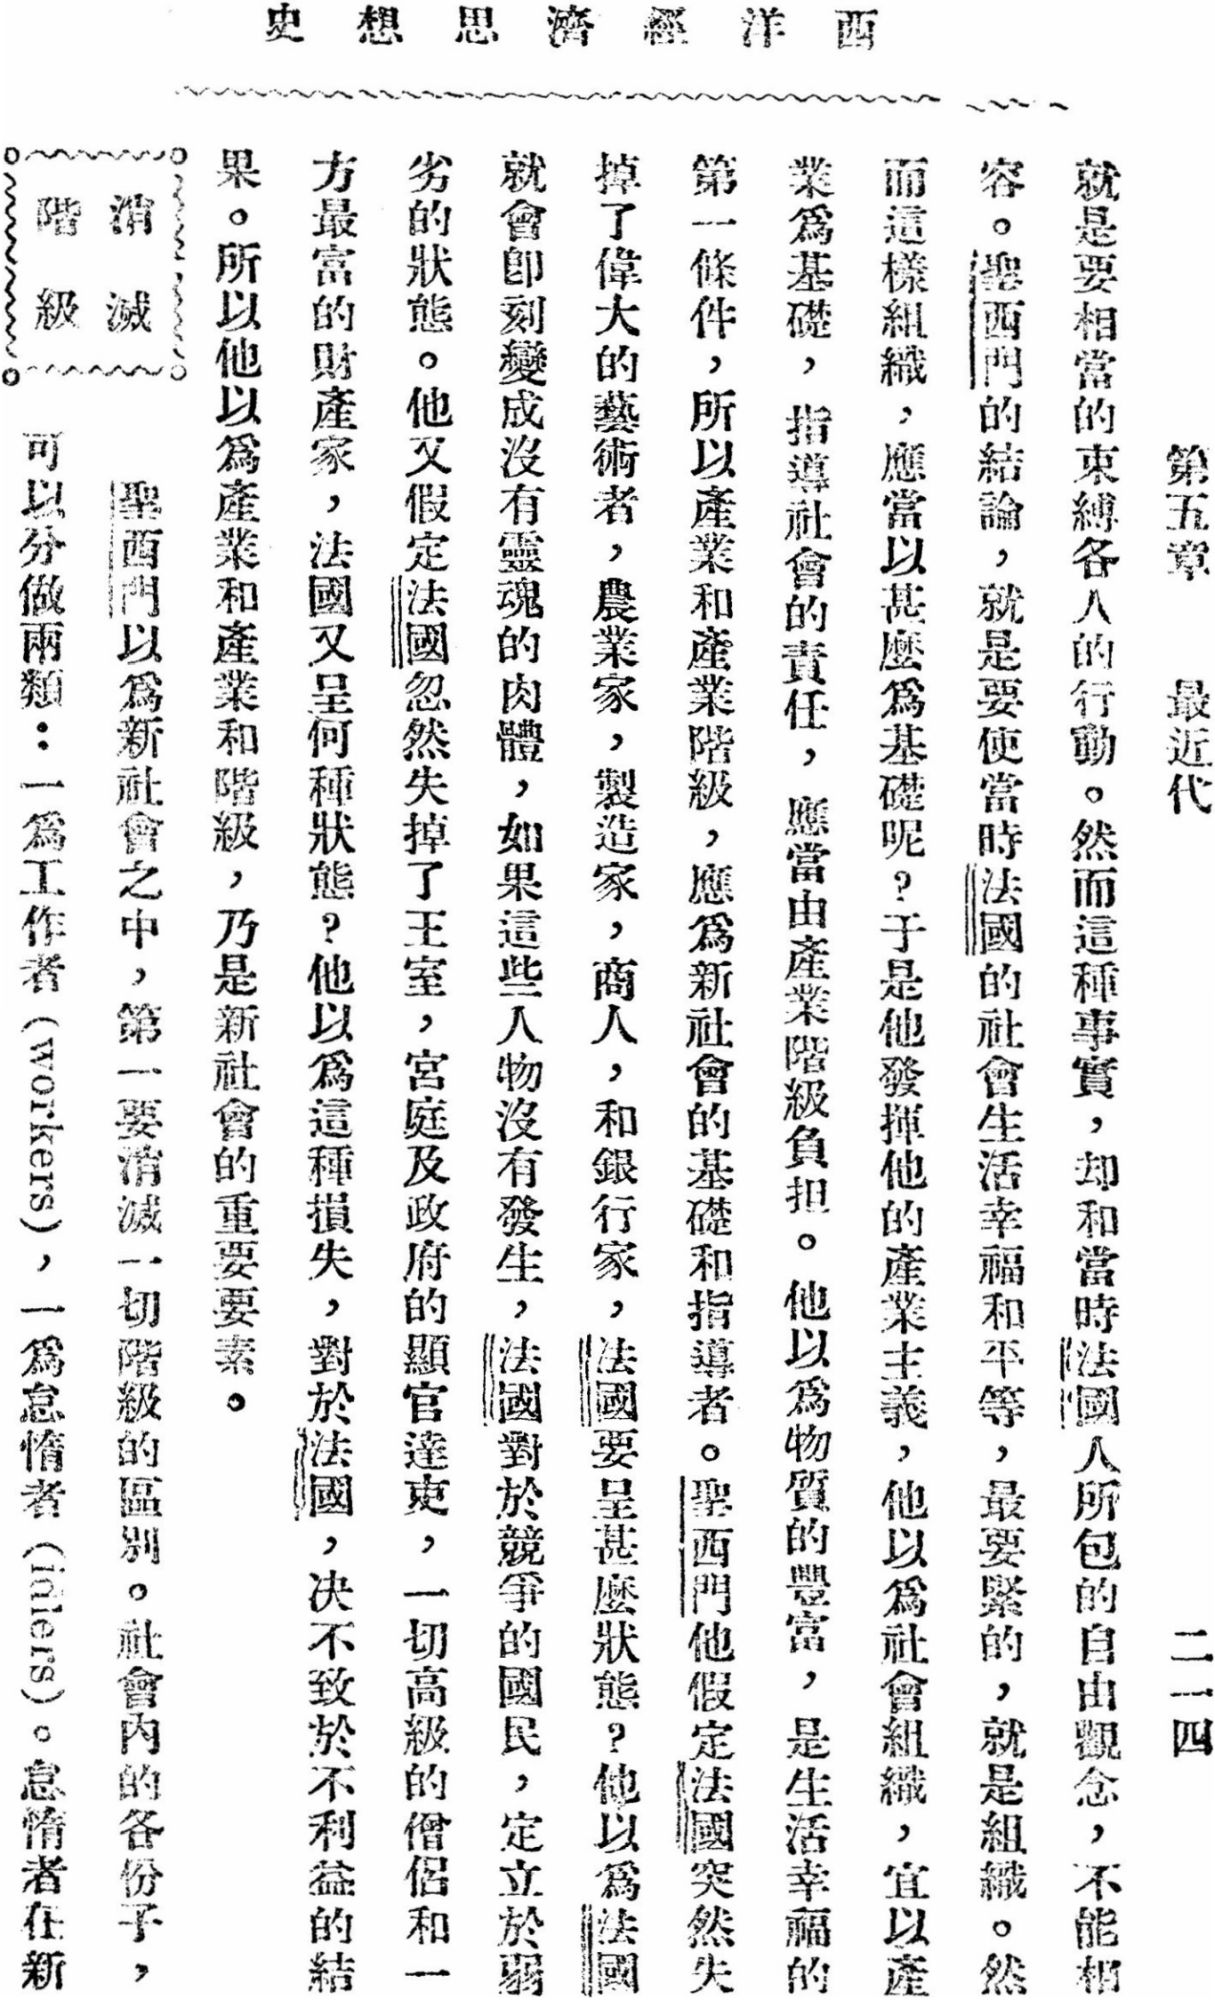 西洋經濟思想史
第五章　最近代　二一四
就是要相當的束縛各人的行動。然而這種事實，却和當時法國人所包的自由觀念，不能相
容。聖西門的結論，就是要使當時法國的社會生活幸福和平等，最要緊的，就是組織。然
而這樣組織，應當以甚麼爲基礎呢？于是他發揮他的產業主義，他以爲社會組織，宜以產
業爲基礎，指導社會的責任，應當由產業階級負担。他以爲物質的豐富，是生活幸福的
第一條件，所以產業和產業階級，應爲新社會的基礎和指導者。聖西門他假定法國突然失
掉了偉大的藝術者，農業家，製造家，商人，和銀行家，法國要呈甚麼狀態？他以爲法國
就會卽刻變成沒有靈魂的肉體，如果這些人物沒有發生，法國對於競爭的國民，定立於弱
劣的狀態。他又假定法國忽然失掉了王室，宮庭及政府的顯官達吏，一切高級的僧侶和一
方最富的財產家，法國又呈何種狀態？他以爲這種損失，對於法國，决不致於不利益的結
果。所以他以爲產業和產業和階級，乃是新社會的重要要素。
消滅
階級
聖西門以爲新社會之中，第一要消滅一切階級的區別。社會內的各份子，
可以分做兩類：一爲工作者(workers)，一爲怠惰者(idlers)。怠惰者在新